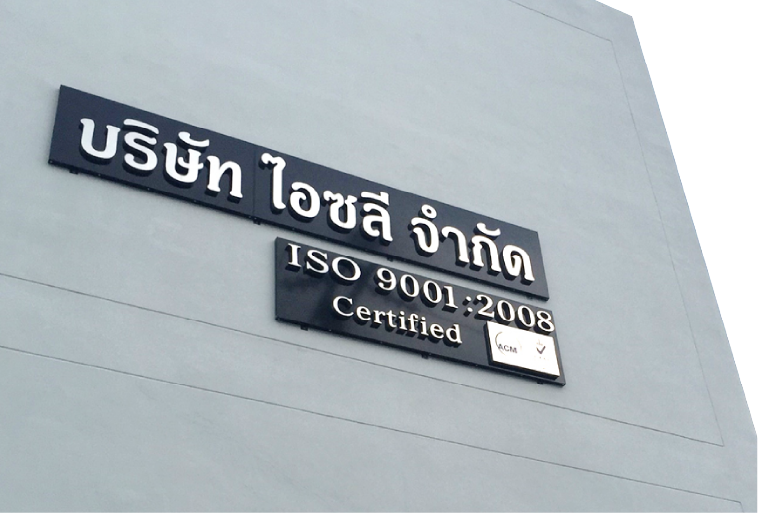 บริษัท ไอซลี จำกัด
ISO 9001:2008
Certified
ACM